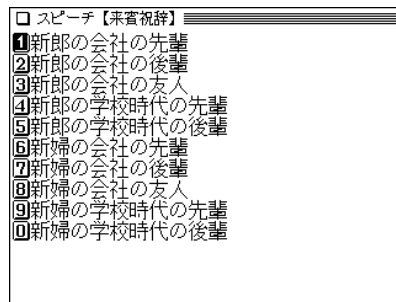 □ スピーチ【来賓祝辞】
1新郎の会社の先輩
2新郎の会社の後輩
3新郎の会社の友人
4新郎の学校時代の先輩
5新郎の学校時代の後輩
6新婦の会社の先輩
7新婦の会社の後輩
8新婦の会社の友人
9新婦の学校時代の先輩
0新婦の学校時代の後輩